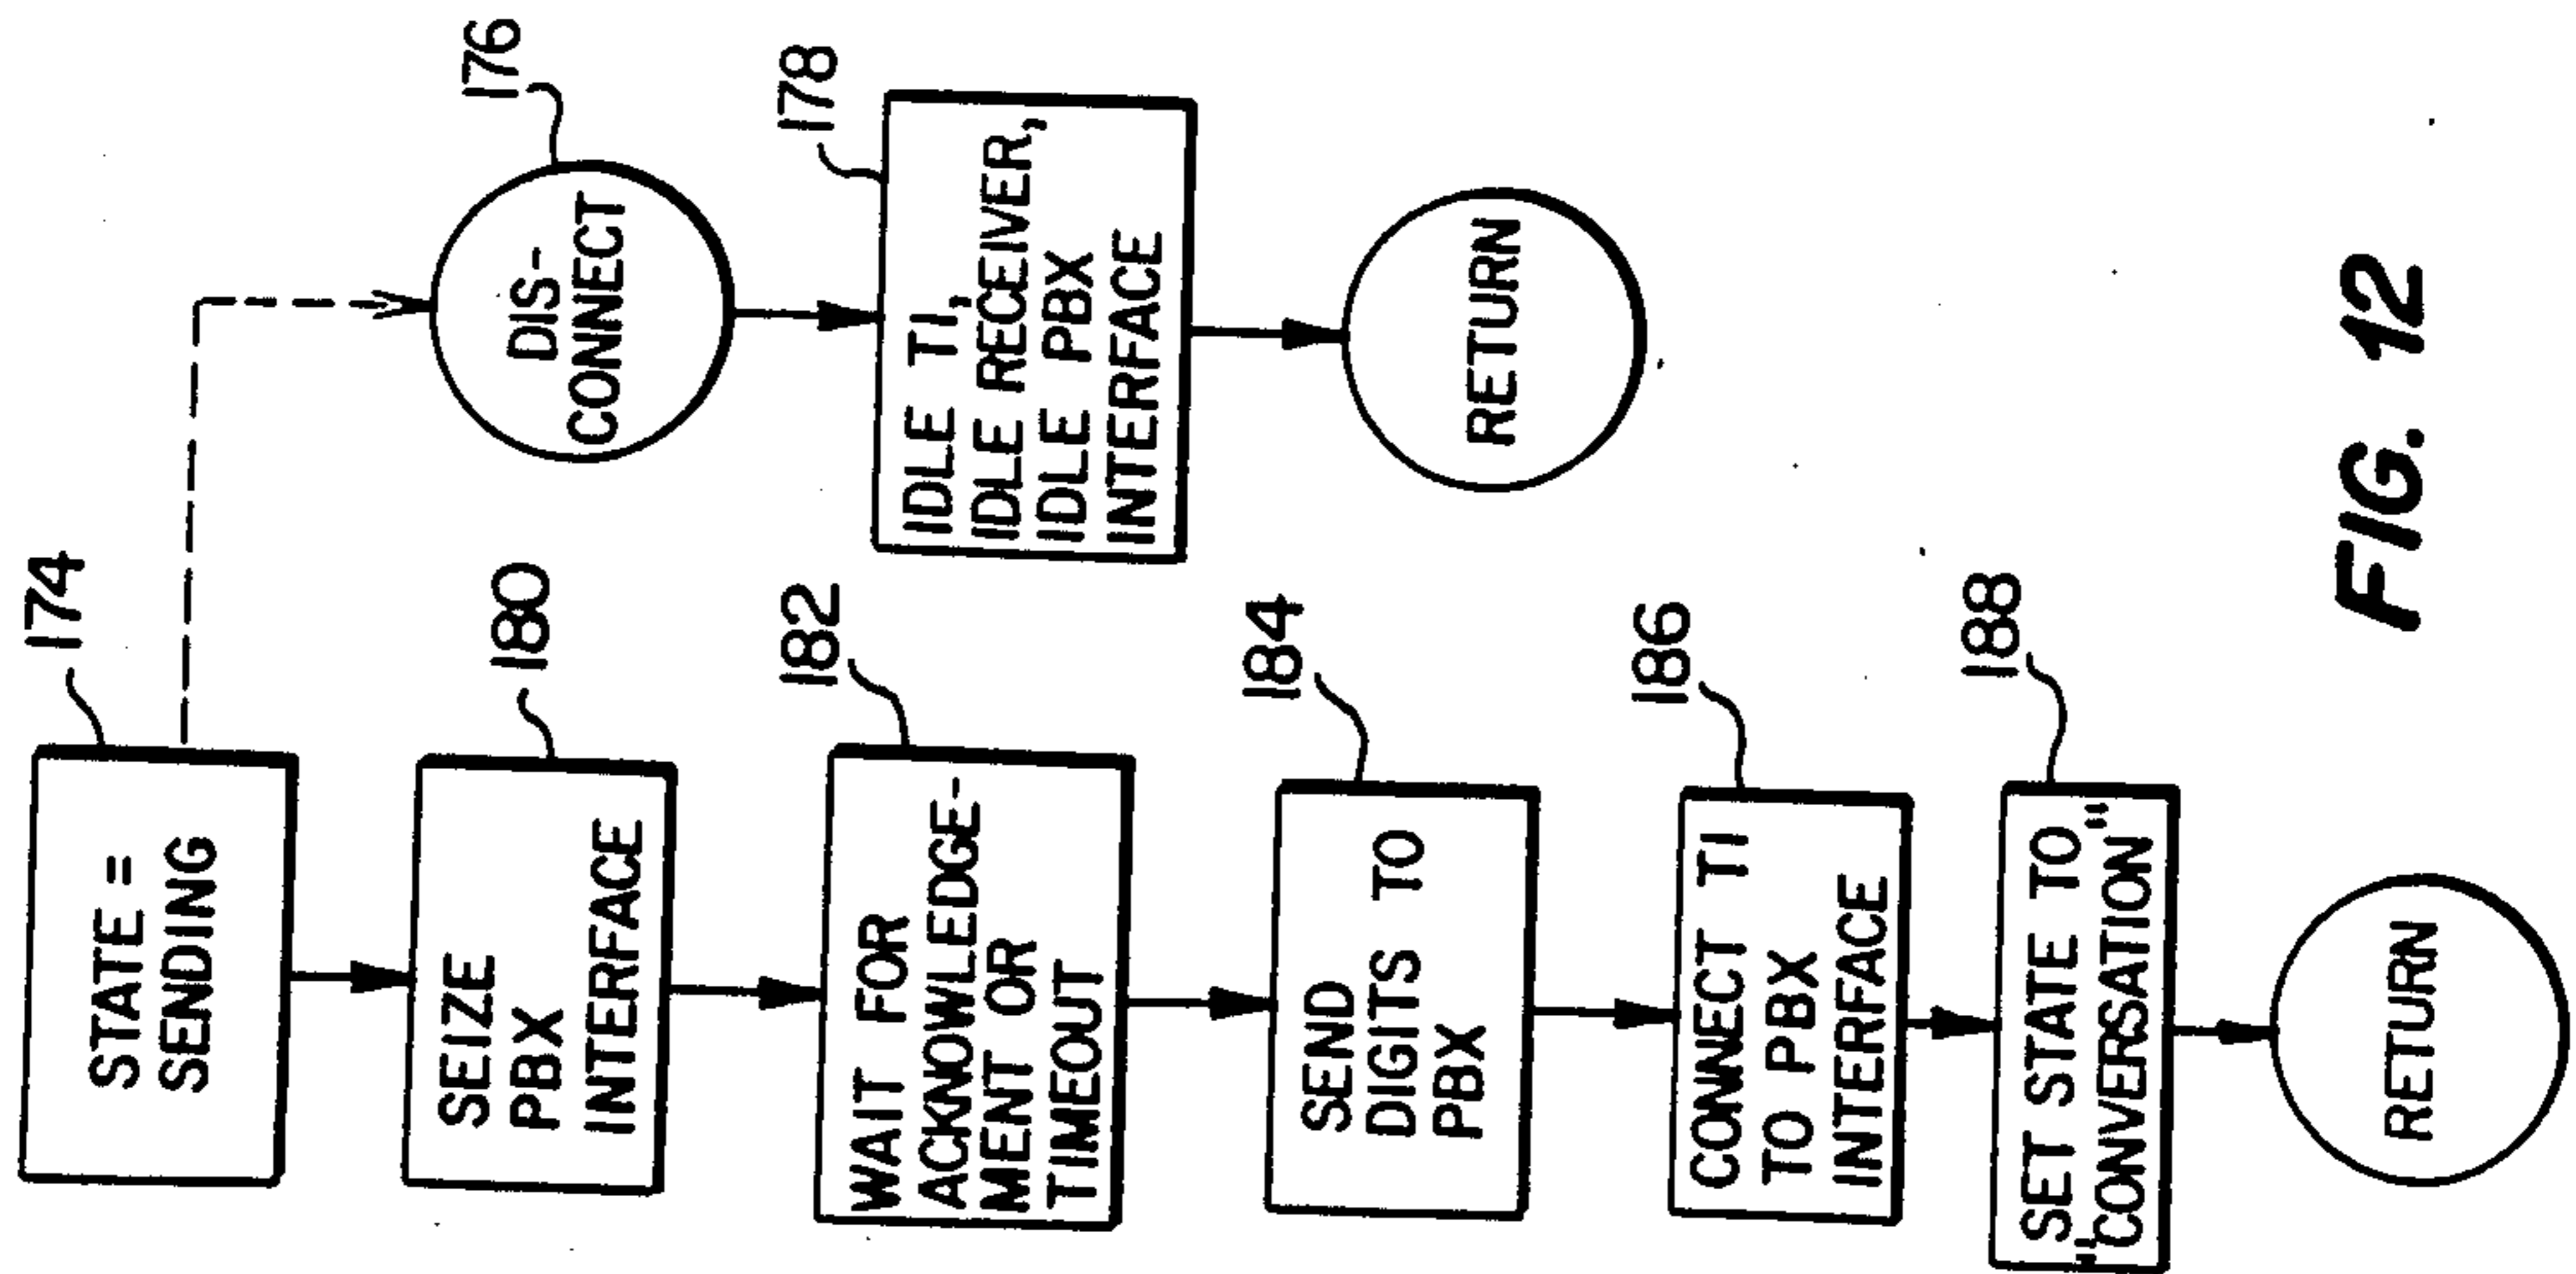 174
STATE =
SENDING
180
SEIZE
PBX
INTERFACE
182
WAIT FOR
ACKNOWLEDGE-
MENT OR
TIMEOUT
184
SEND
DIGITS TO
PBX
186
CONNECT TI
TO PBX
INTERFACE
188
SET STATE TO
"CONVERSATION"
RETURN
176
DIS-
CONNECT
178
IDLE TI,
IDLE RECEIVER,
IDLE PBX
INTERFACE
RETURN
FIG. 12